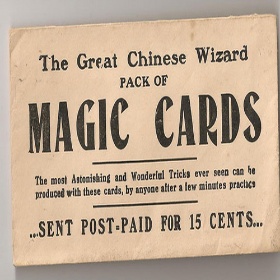 The Great Chinese Wizard
PACK OF
MAGIC CARDS
The most Astonishing and Wonderful Tricks ever seen can be
produced with these cards, by anyone after a few minutes practice
...SENT POST-PAID FOR 15 CENTS...